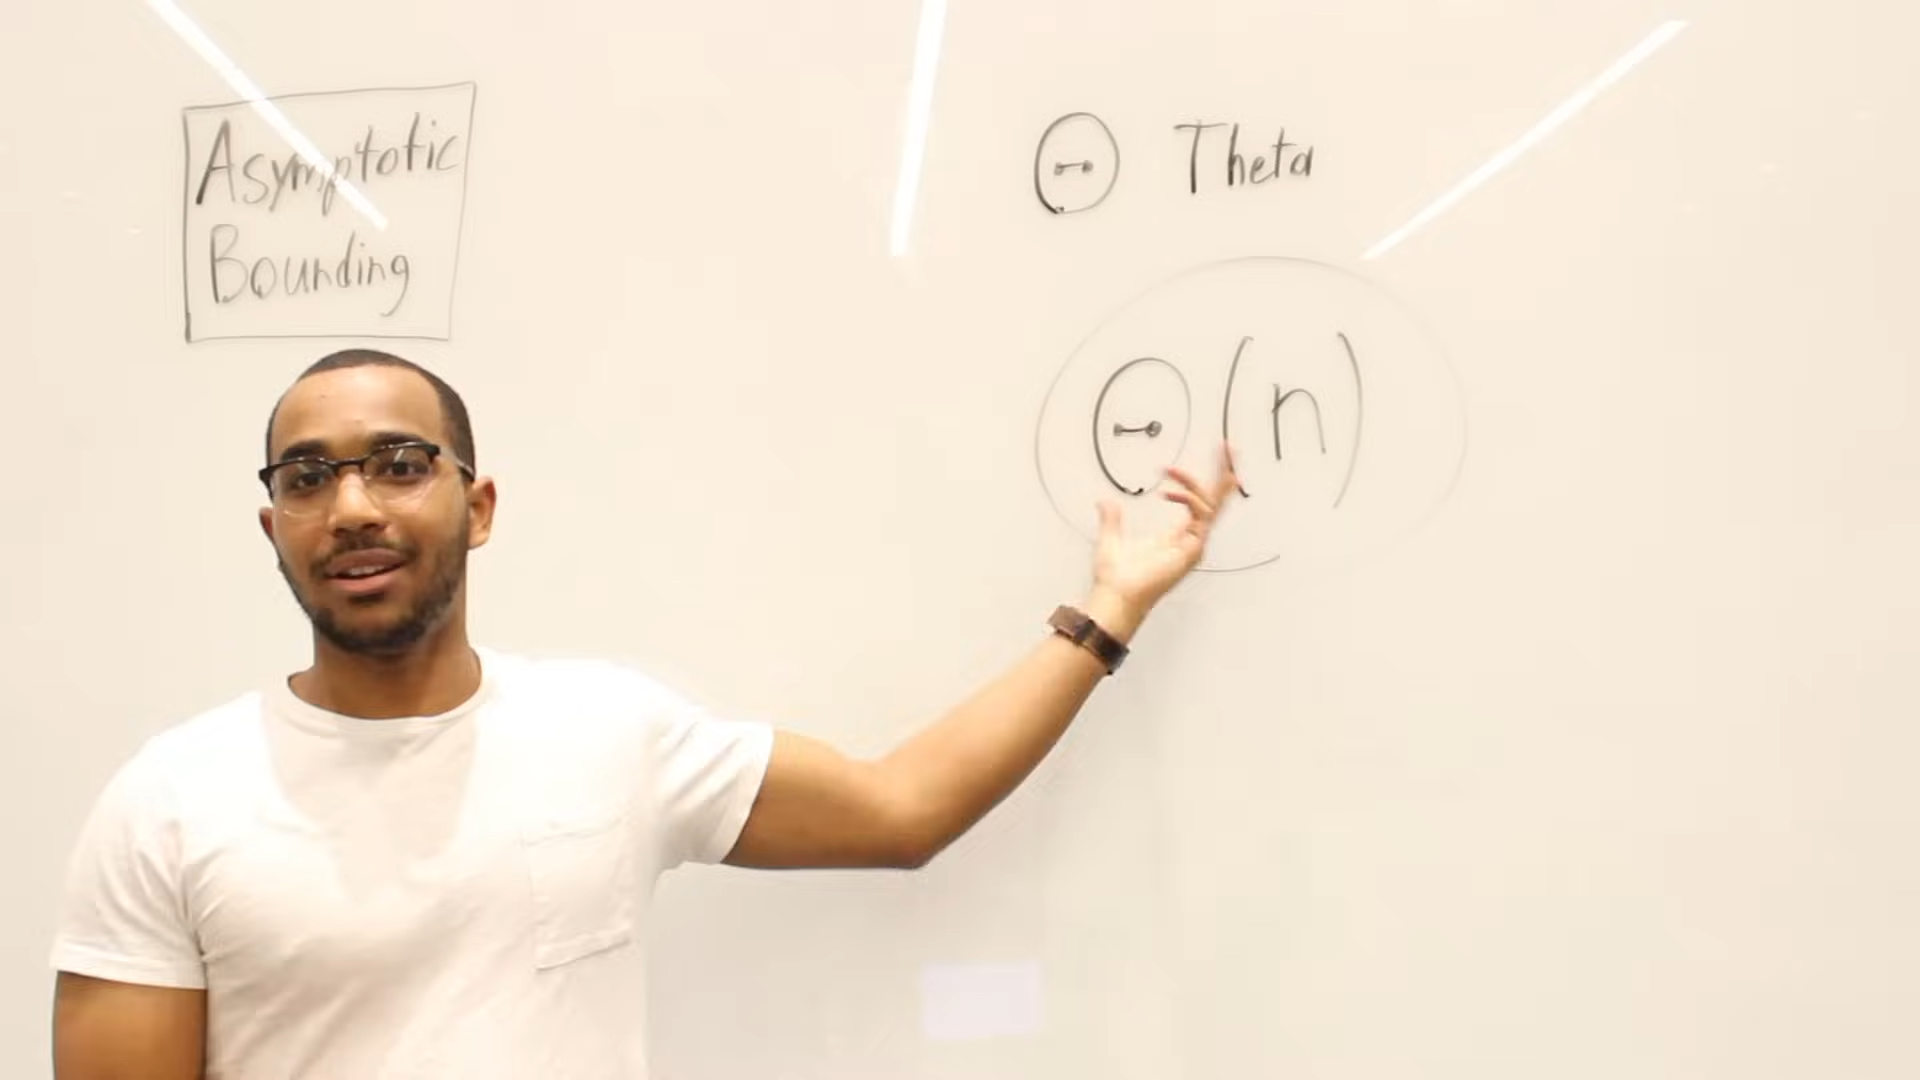 Asymptotic
Bounding
Θ Theta
Θ(n)